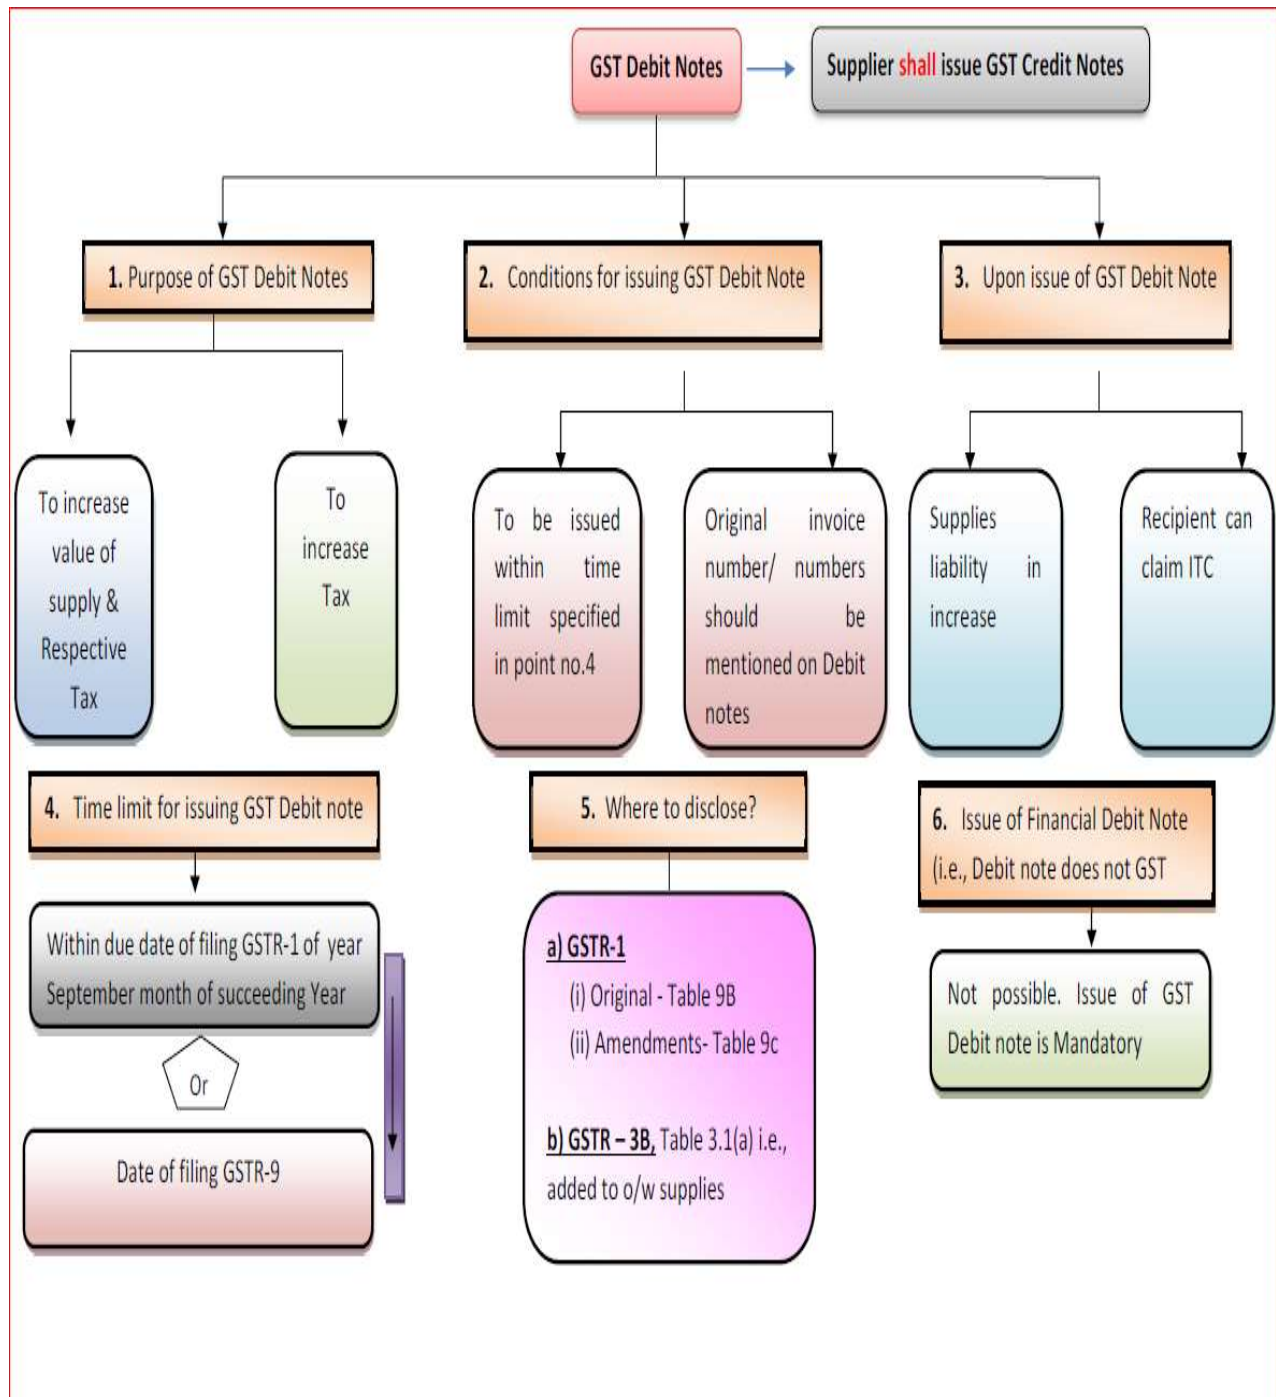 GST Debit Notes
Supplier shall issue GST Credit Notes
1. Purpose of GST Debit Notes
2. Conditions for issuing GST Debit Note
3. Upon issue of GST Debit Note
To increase
value of
supply &
Respective
Tax
To
increase
Tax
To be issued
within time
limit specified
in point no.4
Original invoice
number/ numbers
should be
mentioned on Debit
notes
Supplies
liability in
increase
Recipient can
claim ITC
4. Time limit for issuing GST Debit note
Within due date of filing GSTR-1 of year
September month of succeeding Year
Or
Date of filing GSTR-9
5. Where to disclose?
a) GSTR-1
(i) Original - Table 9B
(ii) Amendments- Table 9c
b) GSTR – 3B, Table 3.1(a) i.e.,
added to o/w supplies
6. Issue of Financial Debit Note
(i.e., Debit note does not GST
Not possible. Issue of GST
Debit note is Mandatory